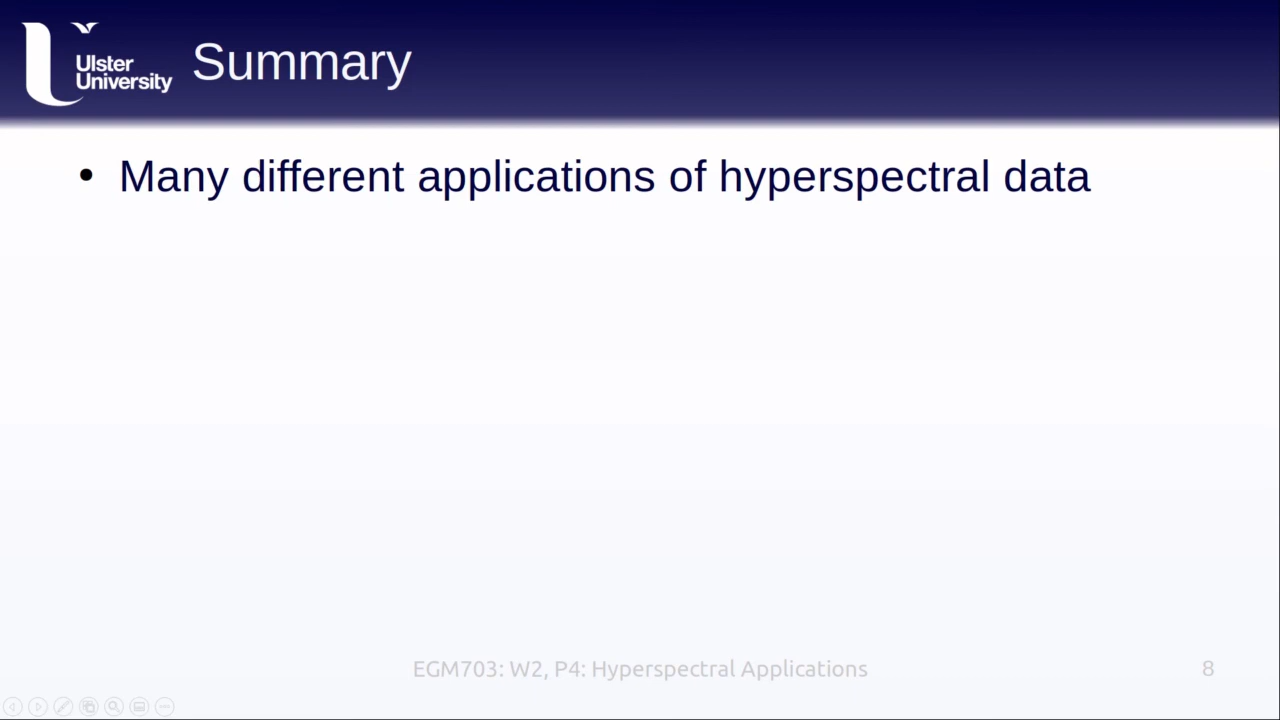 Ulster
University
Summary
• Many different applications of hyperspectral data
EGM703: W2, P4: Hyperspectral Applications
8